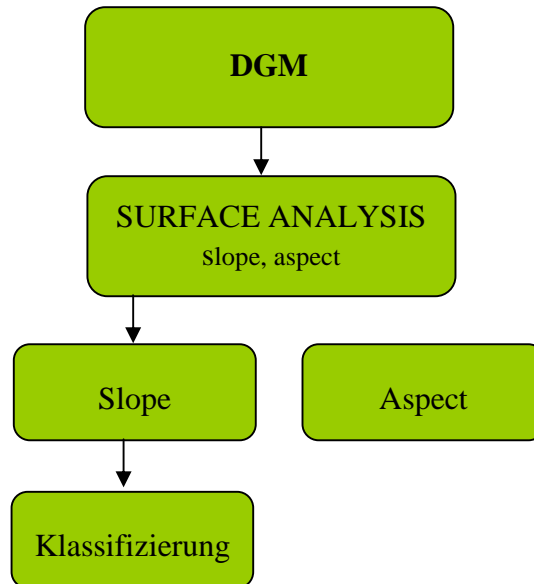 DGM
SURFACE ANALYSIS
slope, aspect
Slope
Aspect
Klassifizierung